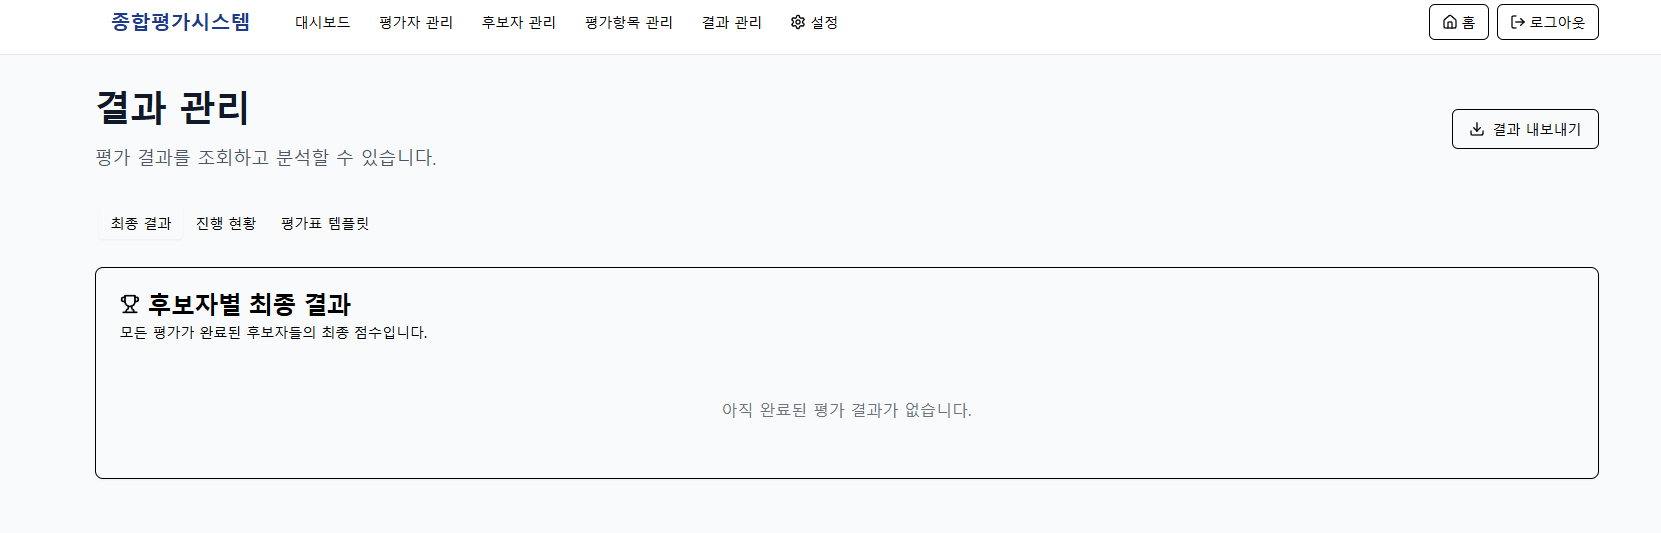 종합평가시스템 대시보드 평가자 관리 후보자 관리 평가항목 관리 결과 관리 설정 홈 로그아웃
결과 관리
결과 내보내기
평가 결과를 조회하고 분석할 수 있습니다.
최종 결과 진행 현황 평가표 템플릿
후보자별 최종 결과
모든 평가가 완료된 후보자들의 최종 점수입니다.
아직 완료된 평가 결과가 없습니다.